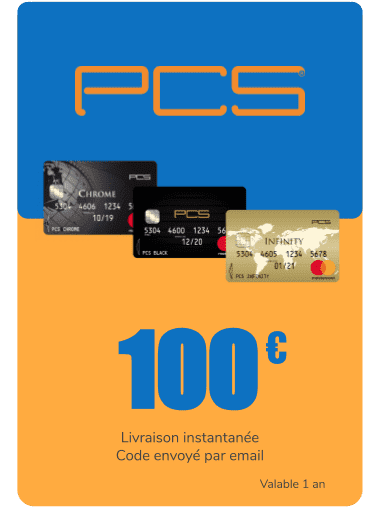 PCS
PCS
CHROME
5304 4606 1234 5
10/19
PCS CHROME
PCS
5304 4600 1234 5
12/20
PCS BLACK
PCS
INFINITY
5304 4605 1234 5678
01/21
PCS INFINITY
100€
Livraison instantanée
Code envoyé par email
Valable 1 an